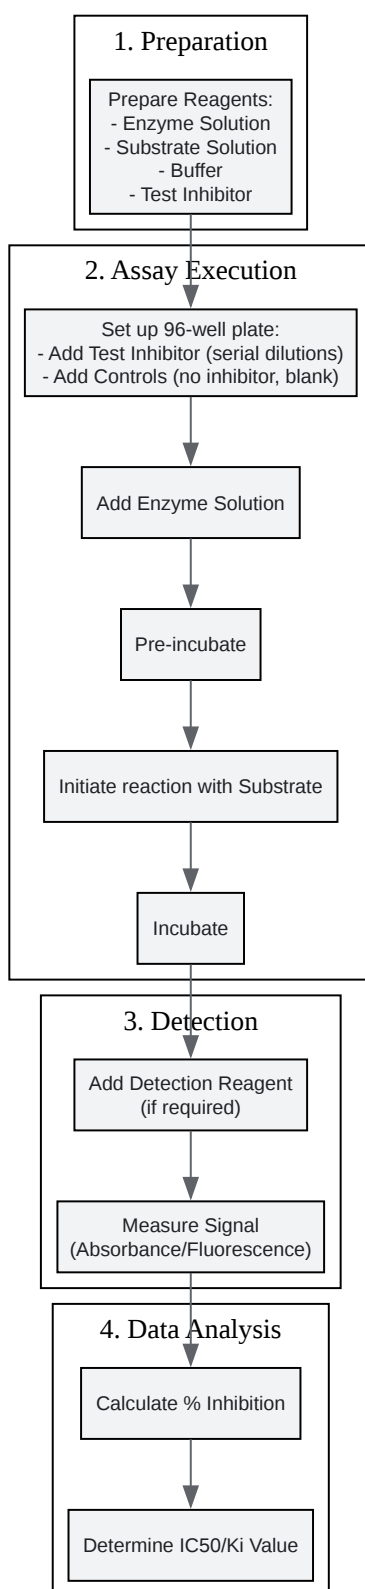 1. Preparation
Prepare Reagents:
- Enzyme Solution
- Substrate Solution
- Buffer
- Test Inhibitor
2. Assay Execution
Set up 96-well plate:
- Add Test Inhibitor (serial dilutions)
- Add Controls (no inhibitor, blank)
Add Enzyme Solution
Pre-incubate
Initiate reaction with Substrate
Incubate
3. Detection
Add Detection Reagent
(if required)
Measure Signal
(Absorbance/Fluorescence)
4. Data Analysis
Calculate % Inhibition
Determine IC50/Ki Value